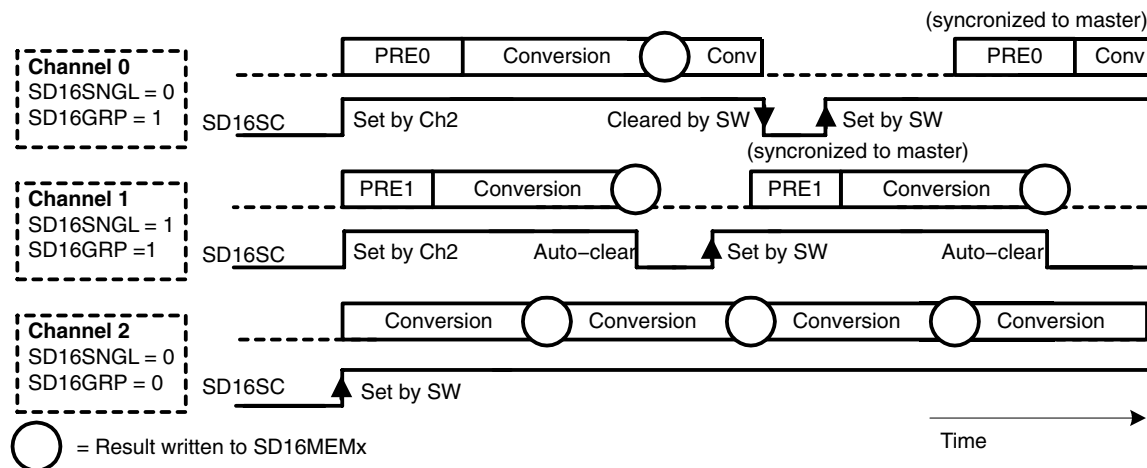 (syncronized to master)
PRE0 Conversion Conv PRE0 Conv
Channel 0
SD16SNGL = 0
SD16GRP = 1
SD16SC Set by Ch2 Cleared by SW Set by SW
(syncronized to master)
PRE1 Conversion PRE1 Conversion
Channel 1
SD16SNGL = 1
SD16GRP =1
SD16SC Set by Ch2 Auto−clear Set by SW Auto−clear
Conversion Conversion Conversion Conversion
Channel 2
SD16SNGL = 0
SD16GRP = 0
SD16SC Set by SW
= Result written to SD16MEMx
Time